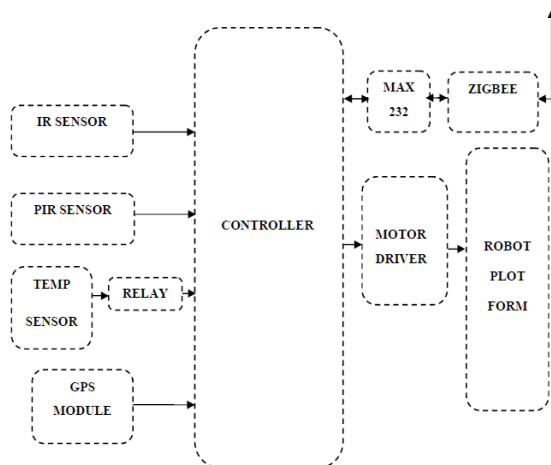 IR SENSOR
PIR SENSOR
TEMP
SENSOR
RELAY
GPS
MODULE
CONTROLLER
MAX
232
ZIGBEE
MOTOR
DRIVER
ROBOT
PLOT
FORM